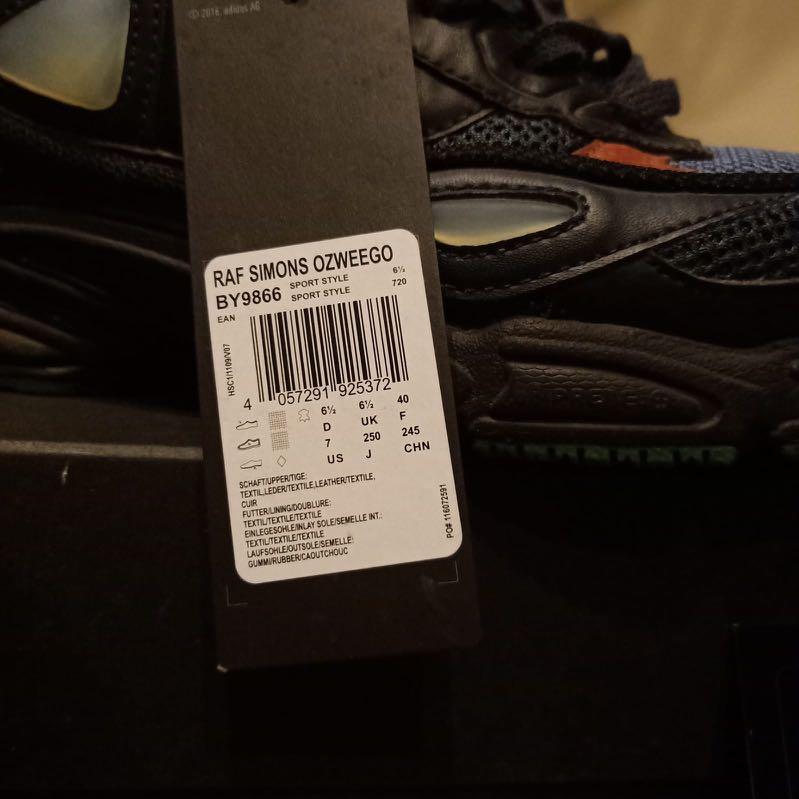 © 2016, adidas AG
RAF SIMONS OZWEEGO
BY9866 SPORT STYLE 6½
SPORT STYLE 720
EAN
HSC1/1109/V07
4 057291 925372
6½ 6½ 40
D UK F
7 250 245
US J CHN
SCHAFT/UPPER/TIGE:
TEXTIL,LEDER/TEXTILE,LEATHER/TEXTILE,
CUIR
FUTTER/LINING/DOUBLURE:
TEXTIL/TEXTILE/TEXTILE
EINLEGESOHLE/INLAY SOLE/SEMELLE INT.:
TEXTIL/TEXTILE/TEXTILE
LAUFSOHLE/OUTSOLE/SEMELLE:
GUMMI/RUBBER/CAOUTCHOUC
PO# 116072591